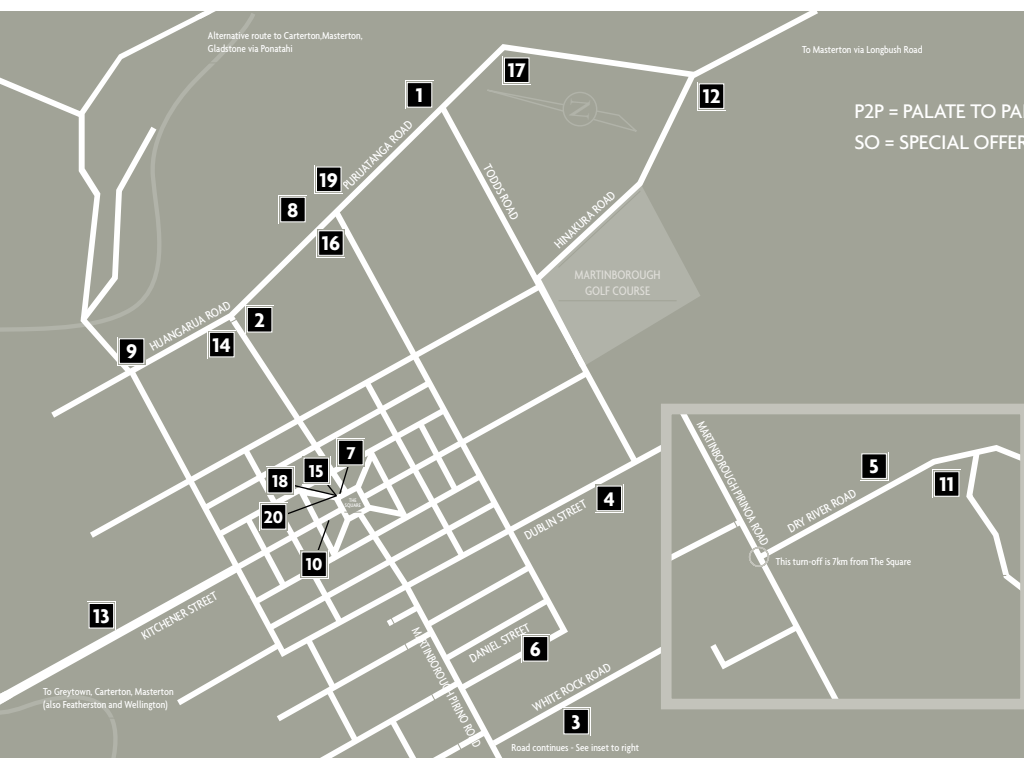 Alternative route to Carterton,Masterton,
Gladstone via Ponatahi
To Masterton via Longbush Road
17
1
12
P2P = PALATE TO PA
SO = SPECIAL OFFER
PURUATANGA ROAD
N
TODDS ROAD
19
8
16
HINAKURA ROAD
MARTINBOROUGH
GOLF COURSE
HUANGARUA ROAD
2
14
9
7
15
18
THE
SQUARE
20
10
4
DUBLIN STREET
MARTINBOROUGH PIRINOA ROAD
5
11
DRY RIVER ROAD
This turn-off is 7km from The Square
13
KITCHENER STREET
MARTINBOROUGH PIRINO ROAD
DANIEL STREET
6
WHITE ROCK ROAD
3
To Greytown, Carterton, Masterton
(also Featherston and Wellington)
Road continues - See inset to right